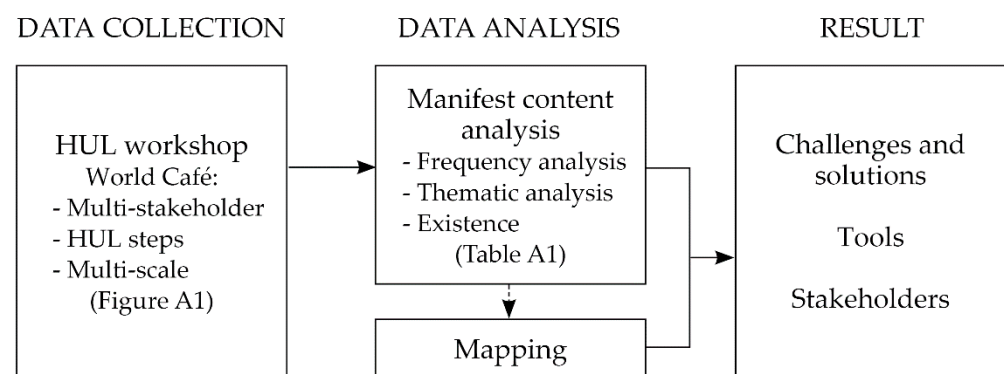 DATA COLLECTION
HUL workshop
World Café:
- Multi-stakeholder
- HUL steps
- Multi-scale
(Figure A1)
DATA ANALYSIS
Manifest content
analysis
- Frequency analysis
- Thematic analysis
- Existence
(Table A1)
Mapping
RESULT
Challenges and
solutions
Tools
Stakeholders